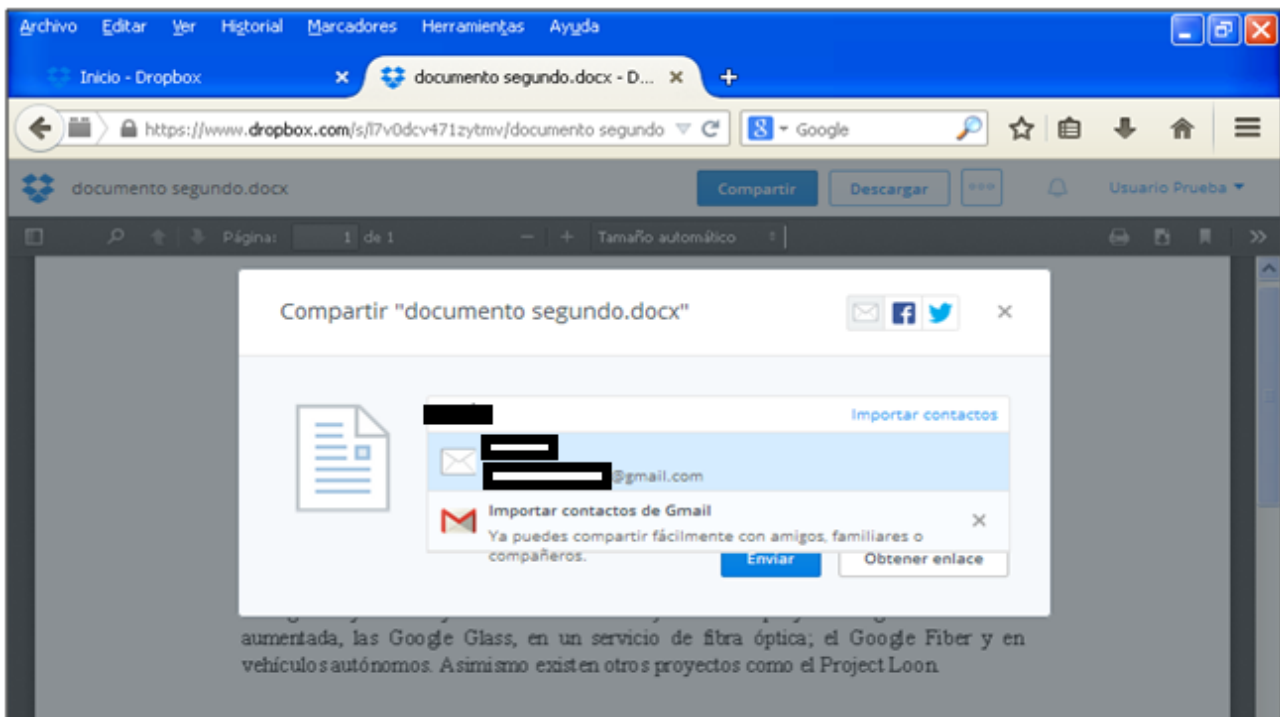 Archivo Editar Ver Historial Marcadores Herramientas Ayuda
Inicio - Dropbox documento segundo.docx - D...
https://www.dropbox.com/s/l7v0dcv471zytmv/documento segundo Google
documento segundo.docx Compartir Descargar Usuario Prueba
Página: 1 de 1 Tamaño automático
Compartir "documento segundo.docx"
Importar contactos
@gmail.com
Importar contactos de Gmail
Ya puedes compartir fácilmente con amigos, familiares o
compañeros.
Enviar Obtener enlace
aumentada, las Google Glass, en un servicio de fibra óptica; el Google Fiber y en
vehículos autónomos. Asimismo existen otros proyectos como el Project Loon.